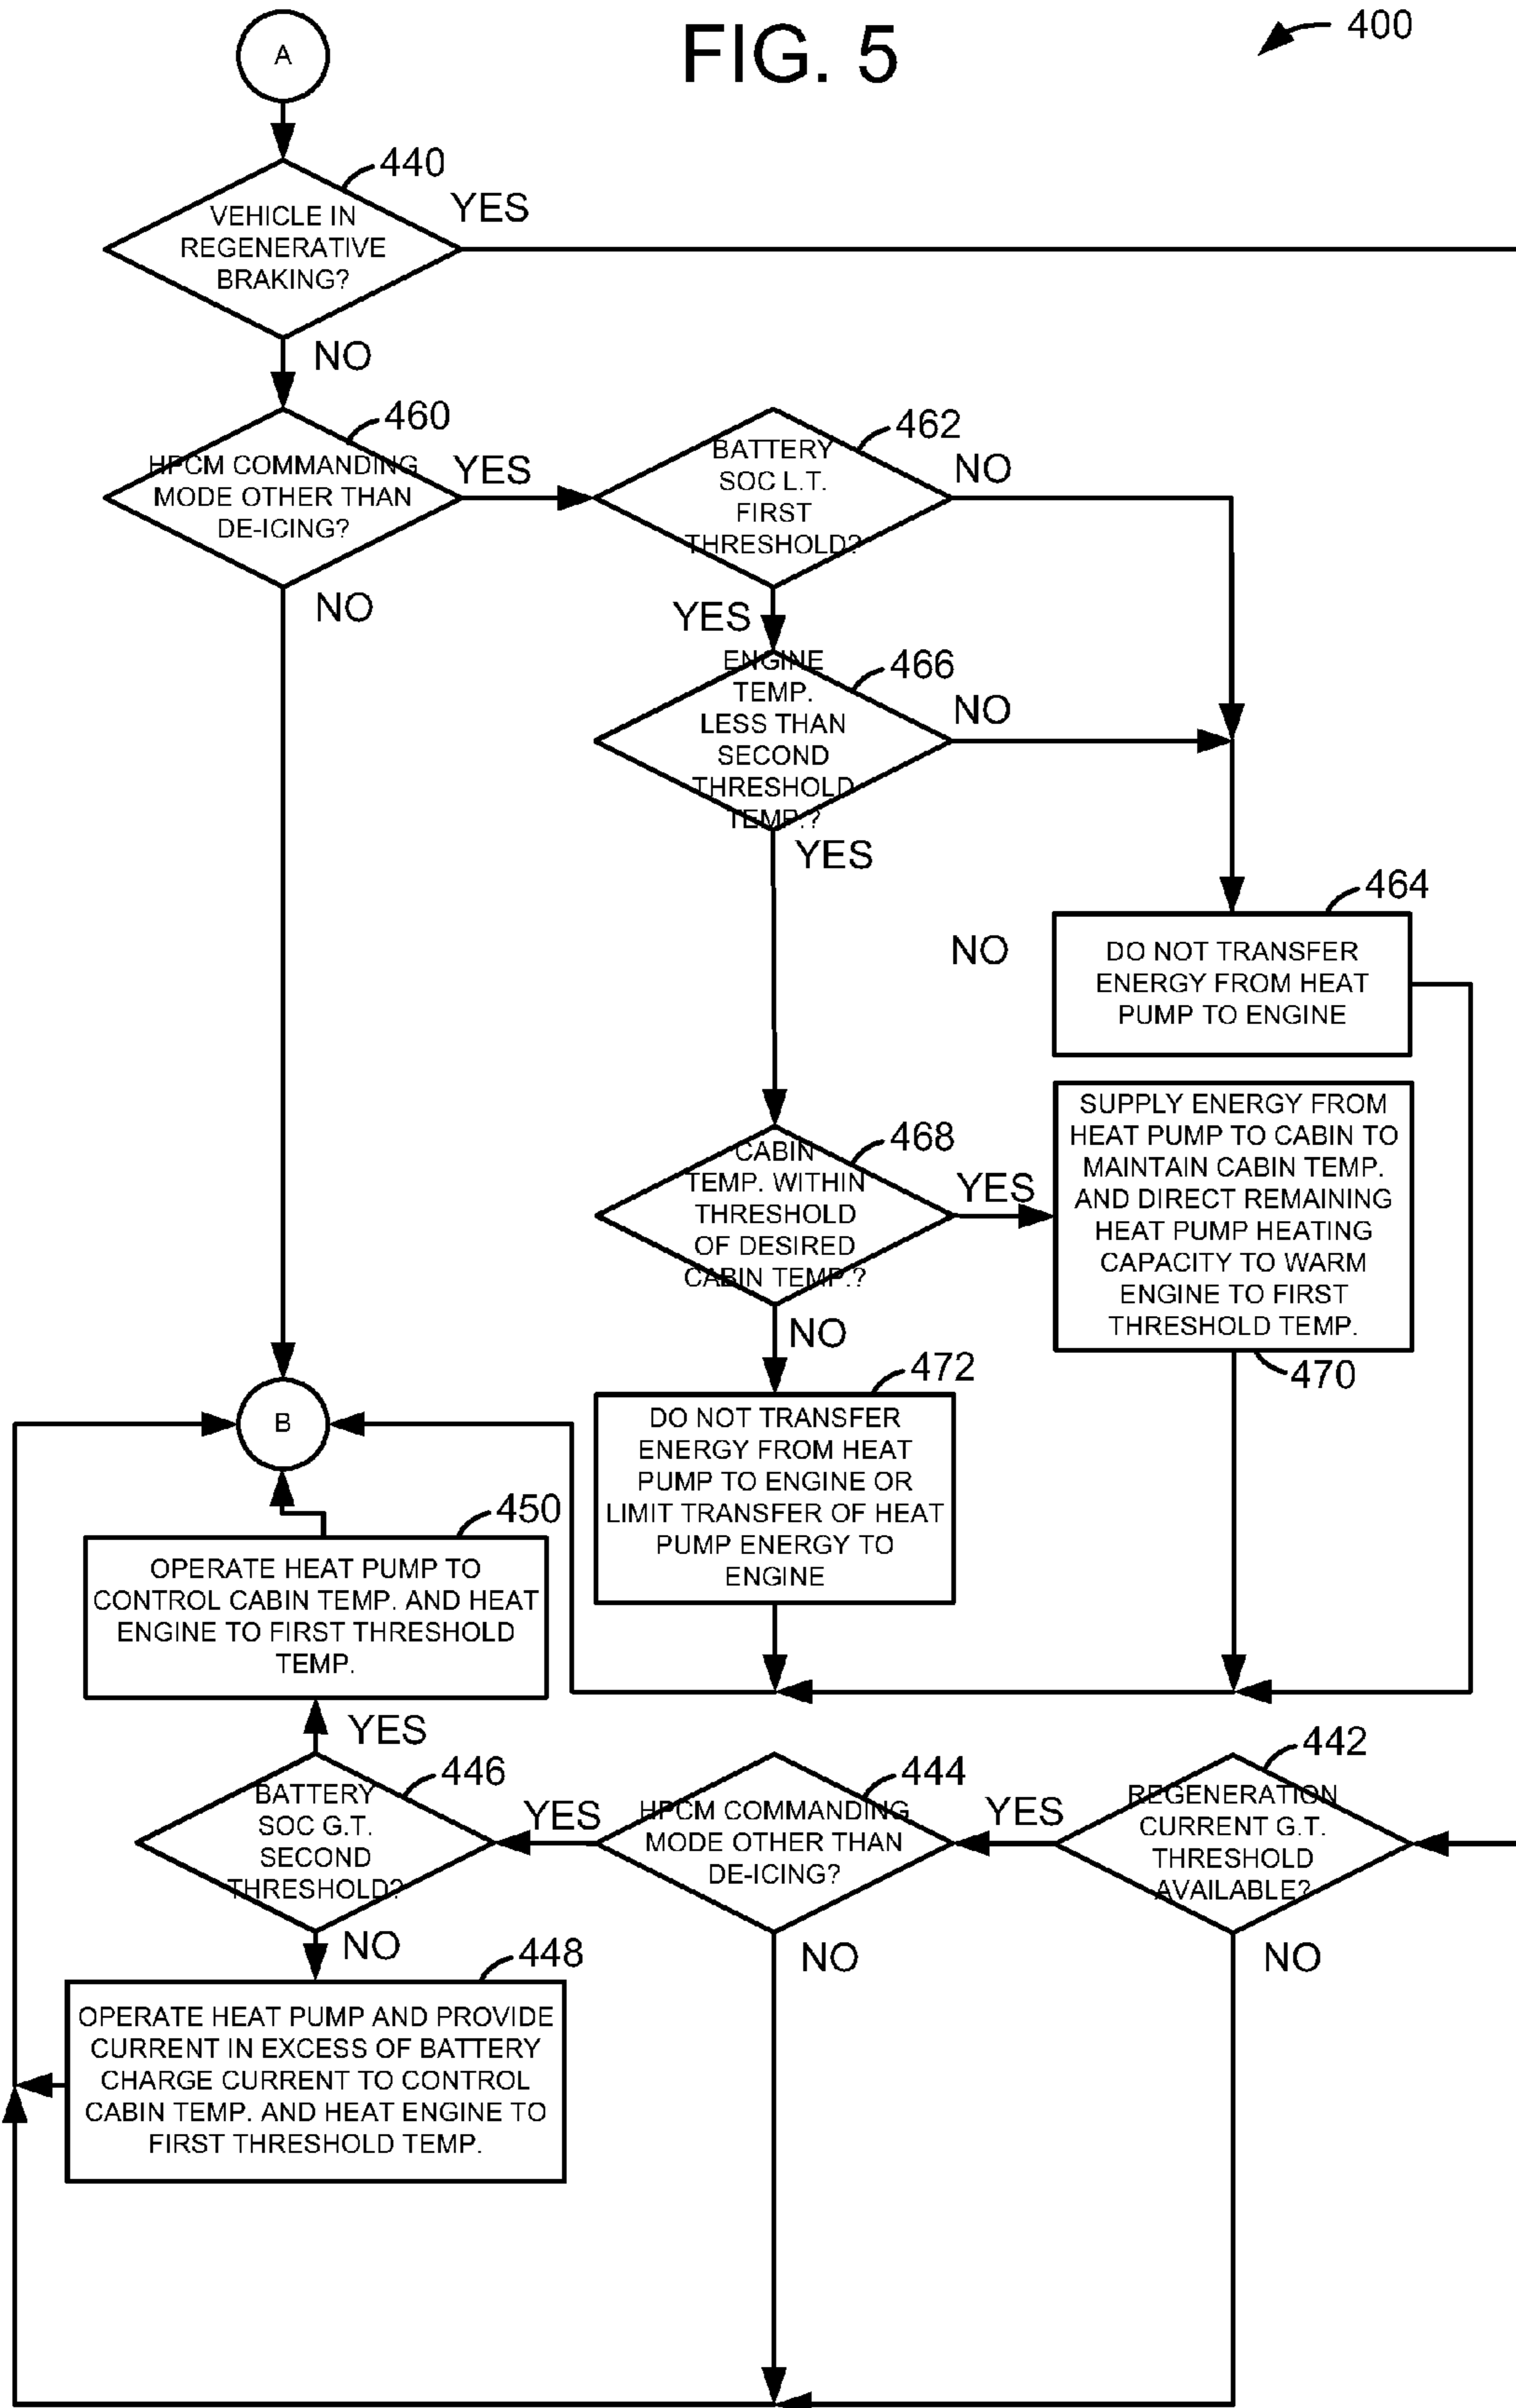 FIG. 5
400
A
440
VEHICLE IN
REGENERATIVE
BRAKING?
YES
NO
460
HPCM COMMANDING
MODE OTHER THAN
DE-ICING?
YES
NO
462
BATTERY
SOC L.T.
FIRST
THRESHOLD?
NO
YES
466
ENGINE
TEMP.
LESS THAN
SECOND
THRESHOLD
TEMP.?
NO
YES
464
NO
DO NOT TRANSFER
ENERGY FROM HEAT
PUMP TO ENGINE
468
CABIN
TEMP. WITHIN
THRESHOLD
OF DESIRED
CABIN TEMP.?
YES
NO
SUPPLY ENERGY FROM
HEAT PUMP TO CABIN TO
MAINTAIN CABIN TEMP.
AND DIRECT REMAINING
HEAT PUMP HEATING
CAPACITY TO WARM
ENGINE TO FIRST
THRESHOLD TEMP.
470
472
DO NOT TRANSFER
ENERGY FROM HEAT
PUMP TO ENGINE OR
LIMIT TRANSFER OF HEAT
PUMP ENERGY TO
ENGINE
B
450
OPERATE HEAT PUMP TO
CONTROL CABIN TEMP. AND HEAT
ENGINE TO FIRST THRESHOLD
TEMP.
YES
446
BATTERY
SOC G.T.
SECOND
THRESHOLD?
NO
YES
444
HPCM COMMANDING
MODE OTHER THAN
DE-ICING?
NO
YES
442
REGENERATION
CURRENT G.T.
THRESHOLD
AVAILABLE?
NO
448
OPERATE HEAT PUMP AND PROVIDE
CURRENT IN EXCESS OF BATTERY
CHARGE CURRENT TO CONTROL
CABIN TEMP. AND HEAT ENGINE TO
FIRST THRESHOLD TEMP.